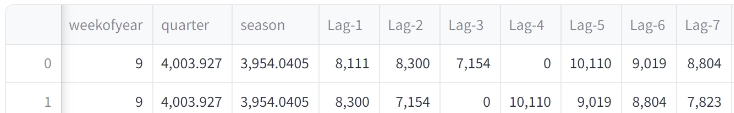 weekofyear quarter season Lag-1 Lag-2 Lag-3 Lag-4 Lag-5 Lag-6 Lag-7
0 9 4,003.927 3,954.0405 8,111 8,300 7,154 0 10,110 9,019 8,804
1 9 4,003.927 3,954.0405 8,300 7,154 0 10,110 9,019 8,804 7,823